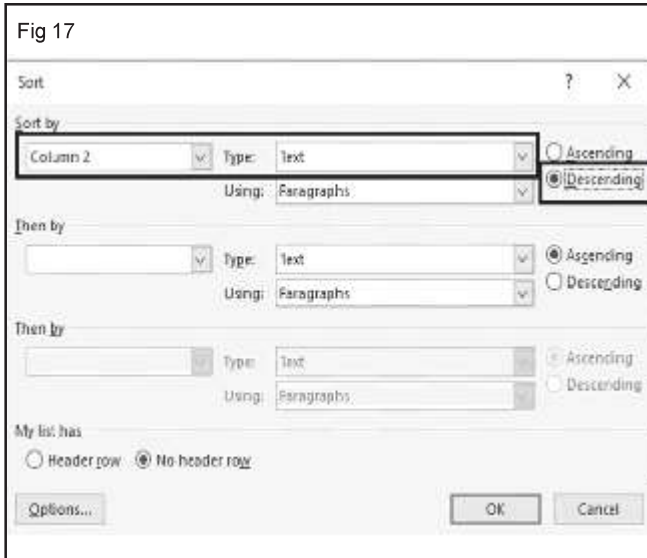 Fig 17
Sort ? X
Sort by
Column 2 Type: Text Ascending
Descending
Using: Paragraphs
Then by
Type: Text Ascending
Using: Paragraphs Descending
Then by
Type: Text Ascending
Using: Paragraphs Descending
My list has
Header row No header row
Options... OK Cancel